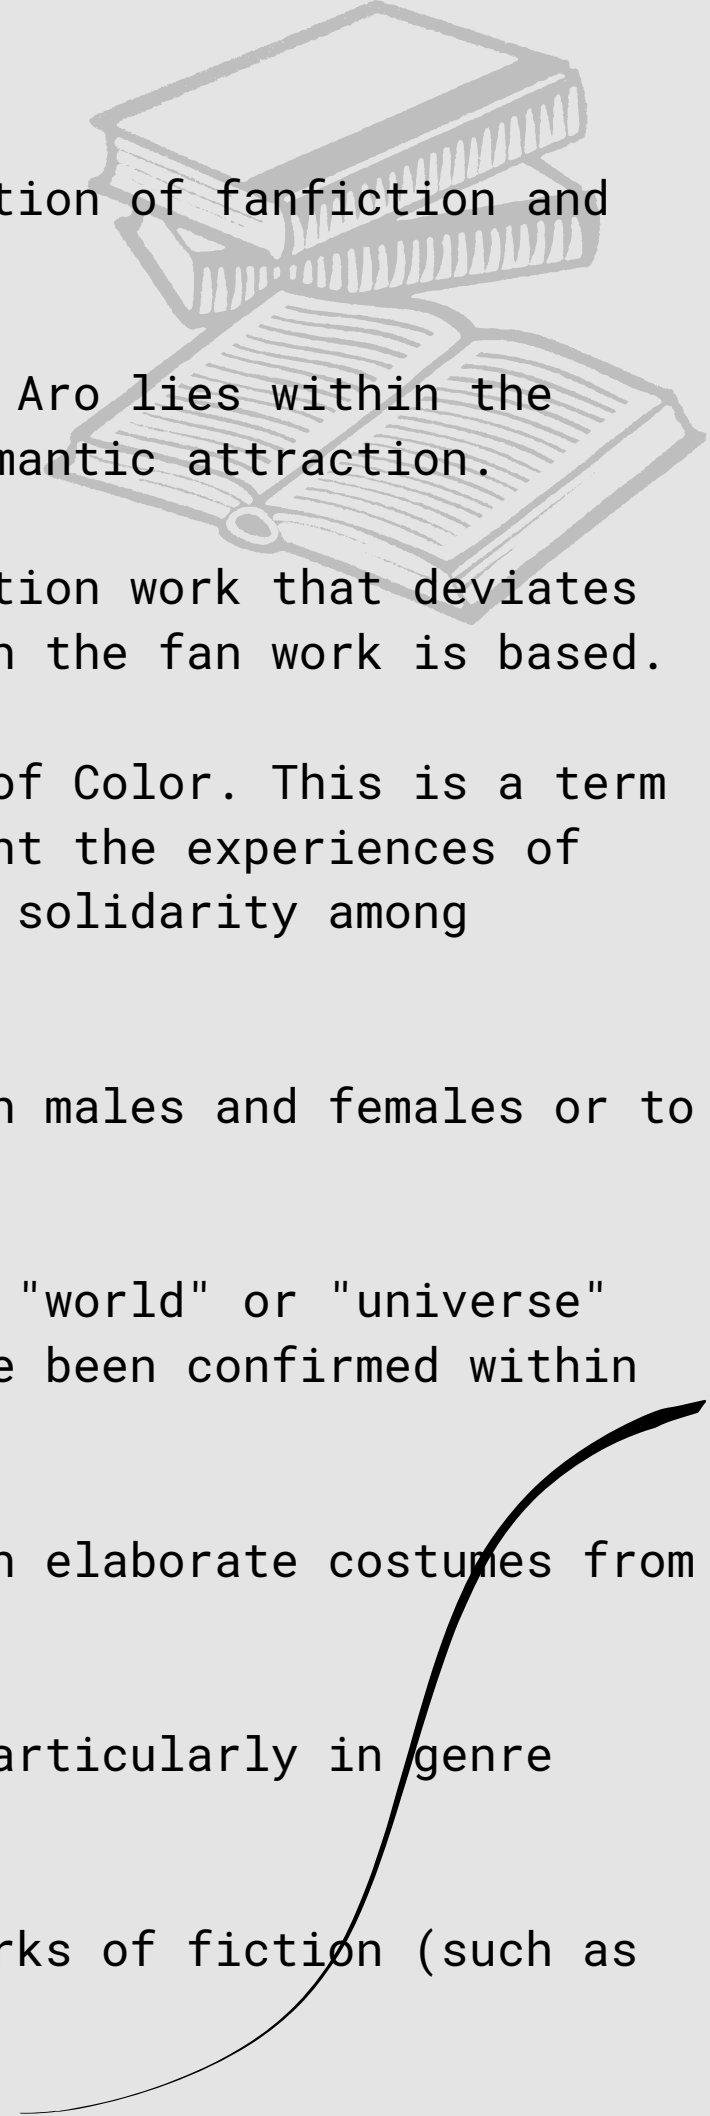 tion of fanfiction and
Aro lies within the
mantic attraction.
tion work that deviates
n the fan work is based.
of Color. This is a term
nt the experiences of
solidarity among
n males and females or to
"world" or "universe"
e been confirmed within
n elaborate costumes from
articularly in genre
rks of fiction (such as